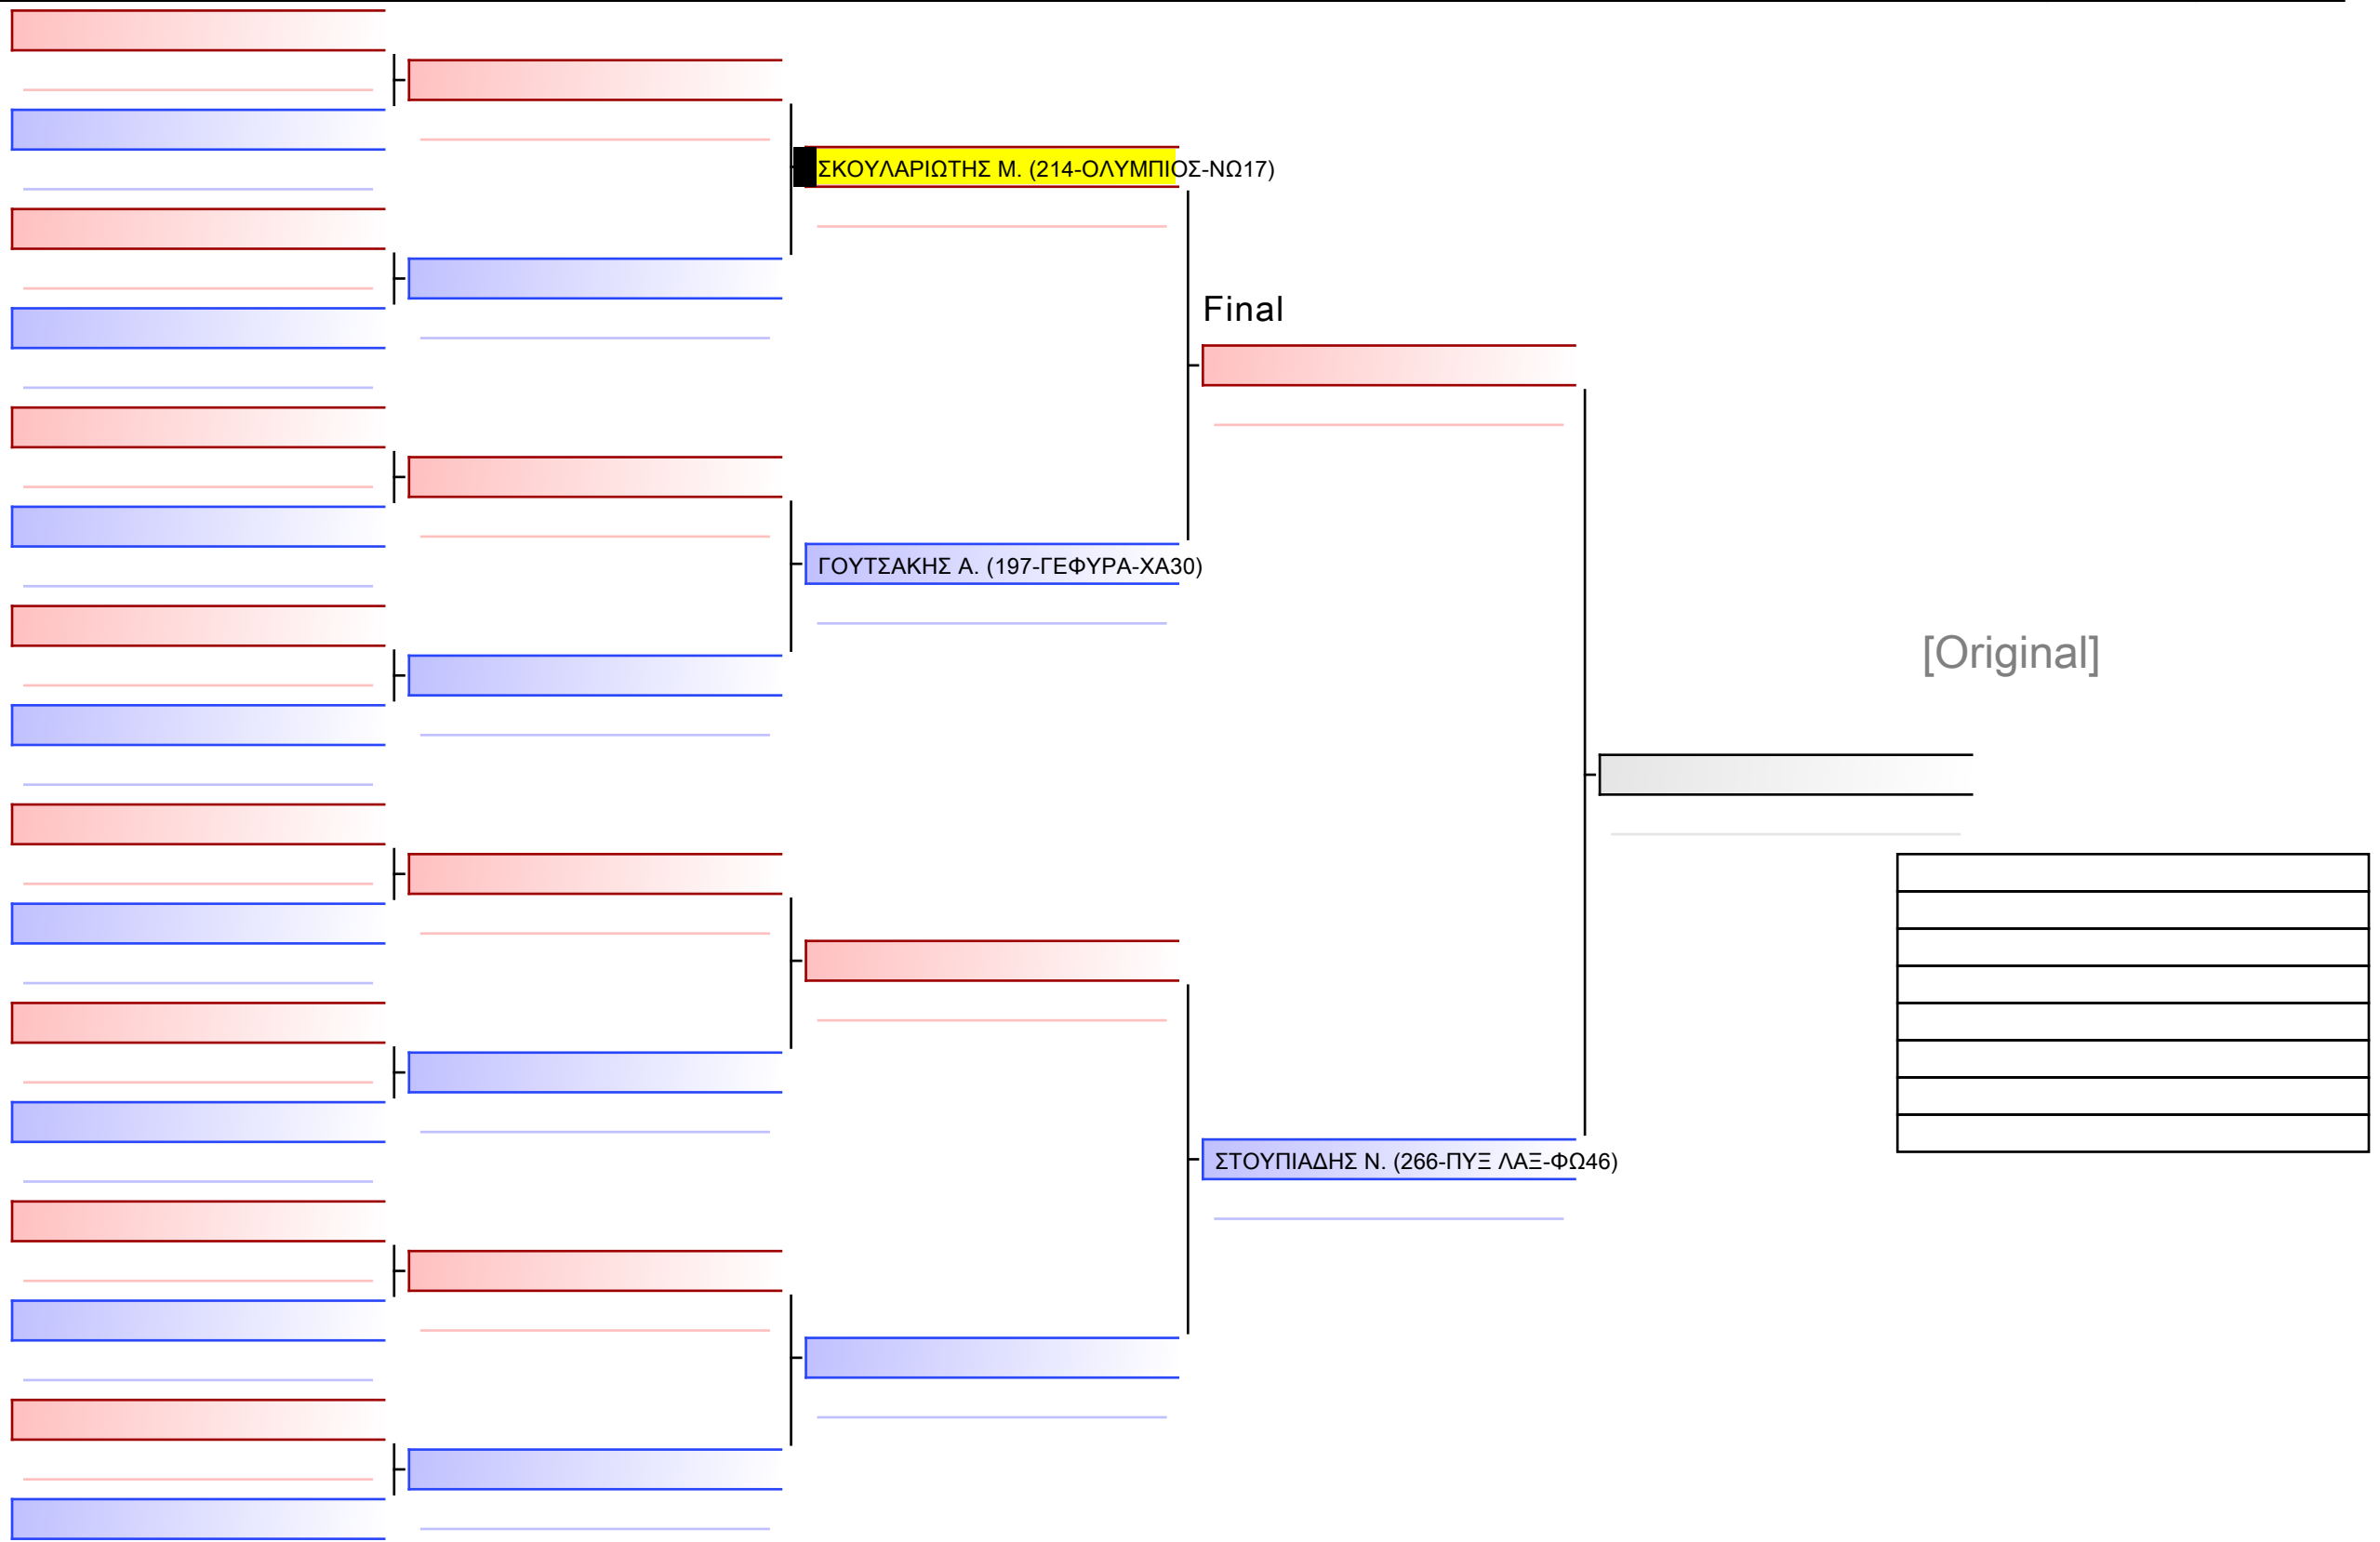 ΣΚΟΥΛΑΡΙΩΤΗΣ Μ. (214-ΟΛΥΜΠΙΟΣ-ΝΩ17)
Final
ΓΟΥΤΣΑΚΗΣ Α. (197-ΓΕΦΥΡΑ-ΧΑ30)
[Original]
ΣΤΟΥΠΙΑΔΗΣ Ν. (266-ΠΥΞ ΛΑΞ-ΦΩ46)